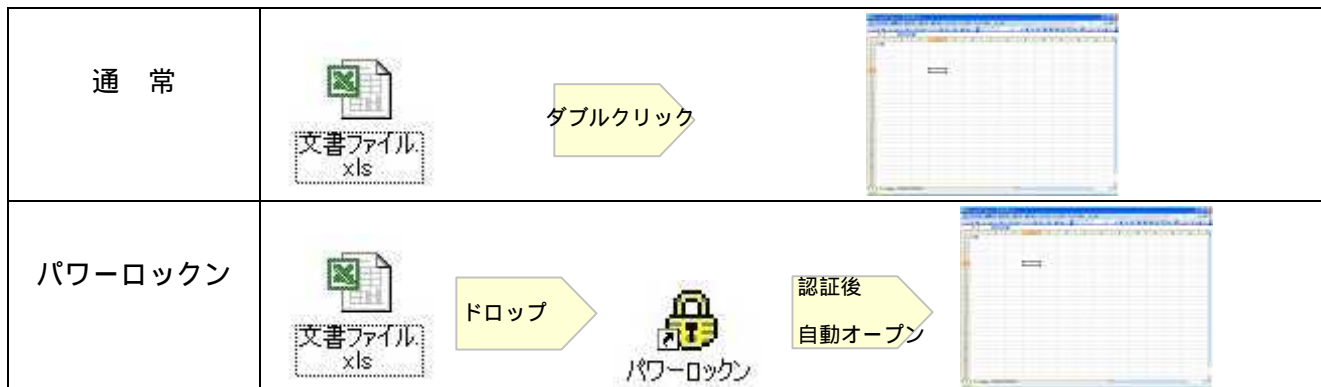 通 常
文書ファイル.
xls
ダブルクリック
パワーロックン
文書ファイル.
xls
ドロップ
パワーロックン
認証後
自動オープン